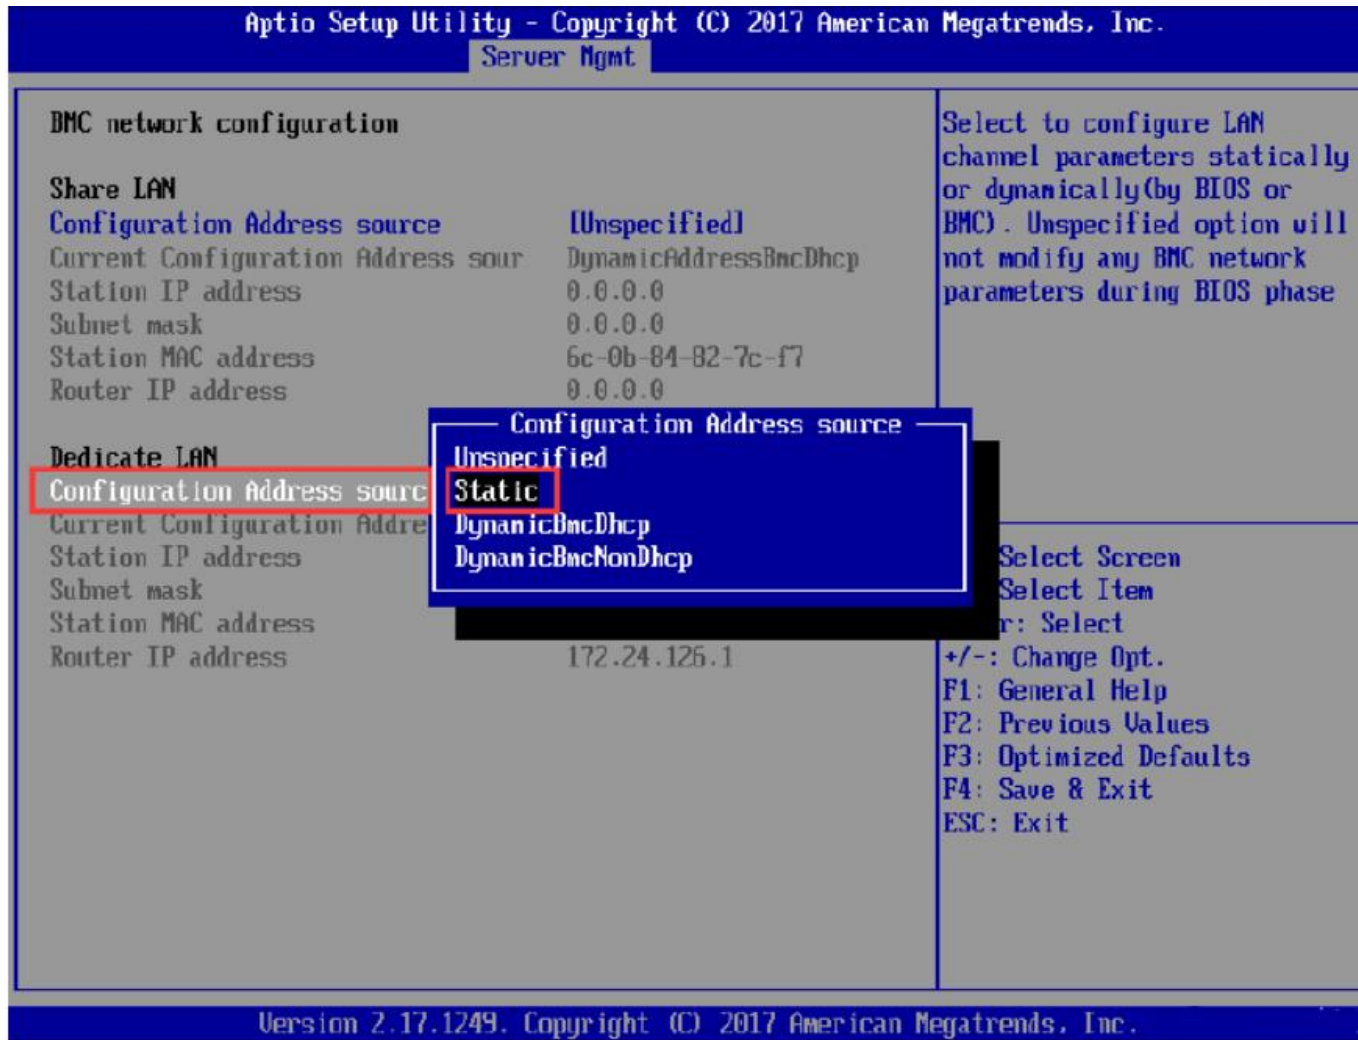 Aptio Setup Utility - Copyright (C) 2017 American Megatrends, Inc.
Server Mgmt
BMC network configuration
Share LAN
Configuration Address source [Unspecified]
Current Configuration Address sour DynamicAddressBmcDhcp
Station IP address 0.0.0.0
Subnet mask 0.0.0.0
Station MAC address 6c-0b-84-82-7c-f7
Router IP address 0.0.0.0
Dedicate LAN
Configuration Address sourc
Current Configuration Addre
Station IP address
Subnet mask
Station MAC address
Router IP address 172.24.126.1
Configuration Address source
Unspecified
Static
DynamicBmcDhcp
DynamicBmcNonDhcp
Select to configure LAN
channel parameters statically
or dynamically(by BIOS or
BMC). Unspecified option will
not modify any BMC network
parameters during BIOS phase
Select Screen
Select Item
r: Select
+/-: Change Opt.
F1: General Help
F2: Previous Values
F3: Optimized Defaults
F4: Save & Exit
ESC: Exit
Version 2.17.1249. Copyright (C) 2017 American Megatrends, Inc.